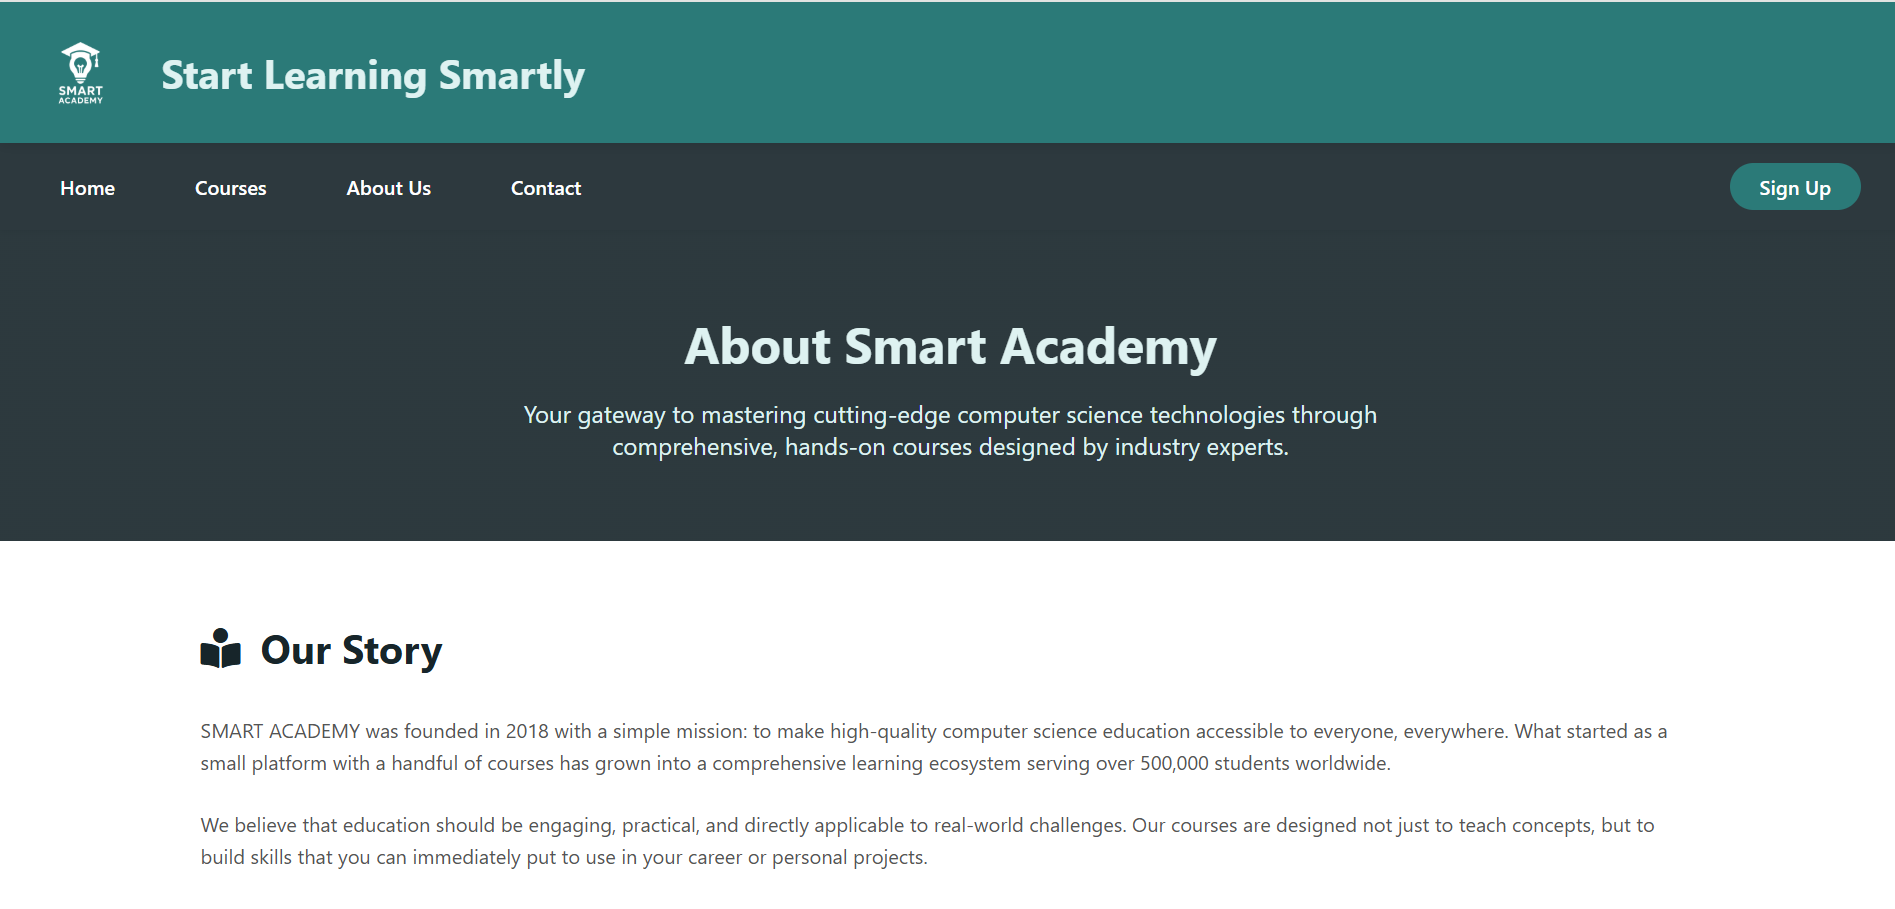 SMART
ACADEMY
Start Learning Smartly
Home
Courses
About Us
Contact
Sign Up
About Smart Academy
Your gateway to mastering cutting-edge computer science technologies through
comprehensive, hands-on courses designed by industry experts.
Our Story
SMART ACADEMY was founded in 2018 with a simple mission: to make high-quality computer science education accessible to everyone, everywhere. What started as a
small platform with a handful of courses has grown into a comprehensive learning ecosystem serving over 500,000 students worldwide.
We believe that education should be engaging, practical, and directly applicable to real-world challenges. Our courses are designed not just to teach concepts, but to
build skills that you can immediately put to use in your career or personal projects.